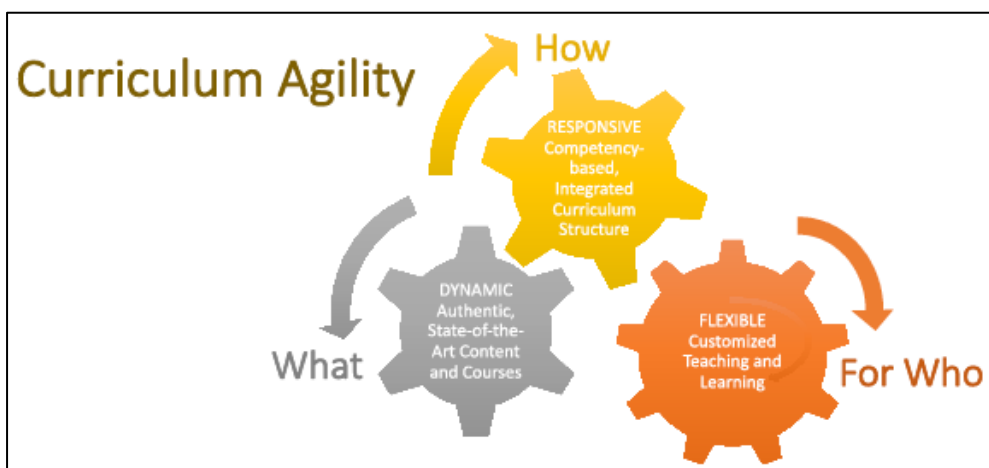 Curriculum Agility
How
RESPONSIVE
Competency-
based,
Integrated
Curriculum
Structure
What
DYNAMIC
Authentic,
State-of-the-
Art Content
and Courses
FLEXIBLE
Customized
Teaching and
Learning
For Who